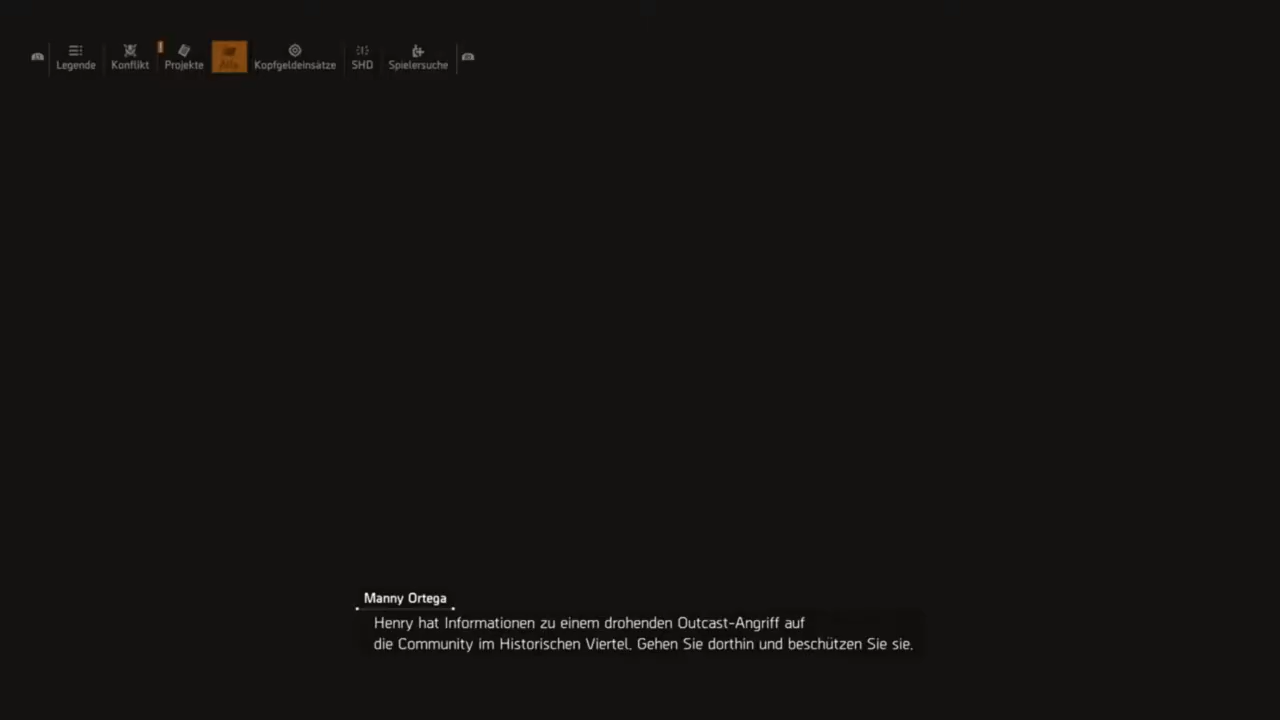 Legende
Konflikt
Projekte
Kopfgeldeinsätze
SHD
Spielersuche
Manny Ortega
Henry hat Informationen zu einem drohenden Outcast-Angriff auf
die Community im Historischen Viertel. Gehen Sie dorthin und beschützen Sie sie.